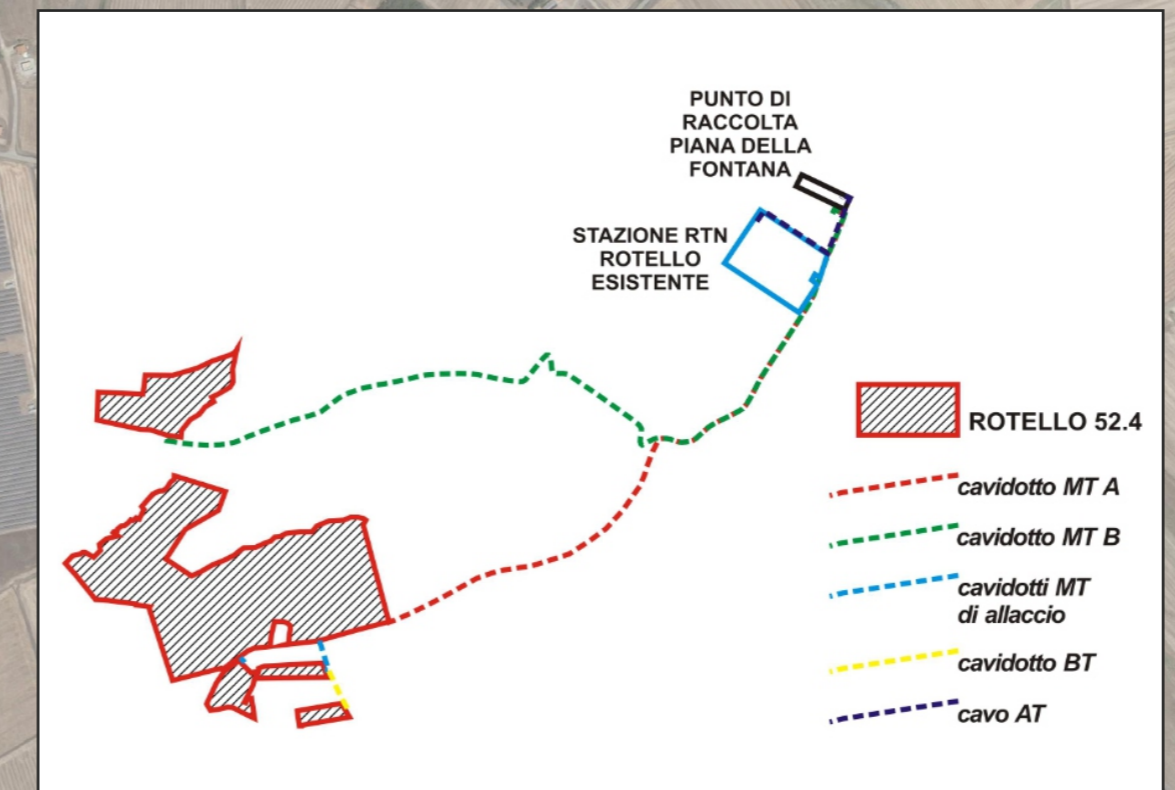 PUNTO DI
RACCOLTA
PIANA DELLA
FONTANA
STAZIONE RTN
ROTELLO
ESISTENTE
ROTELLO 52.4
cavidotto MT A
cavidotto MT B
cavidotti MT
di allaccio
cavidotto BT
cavo AT